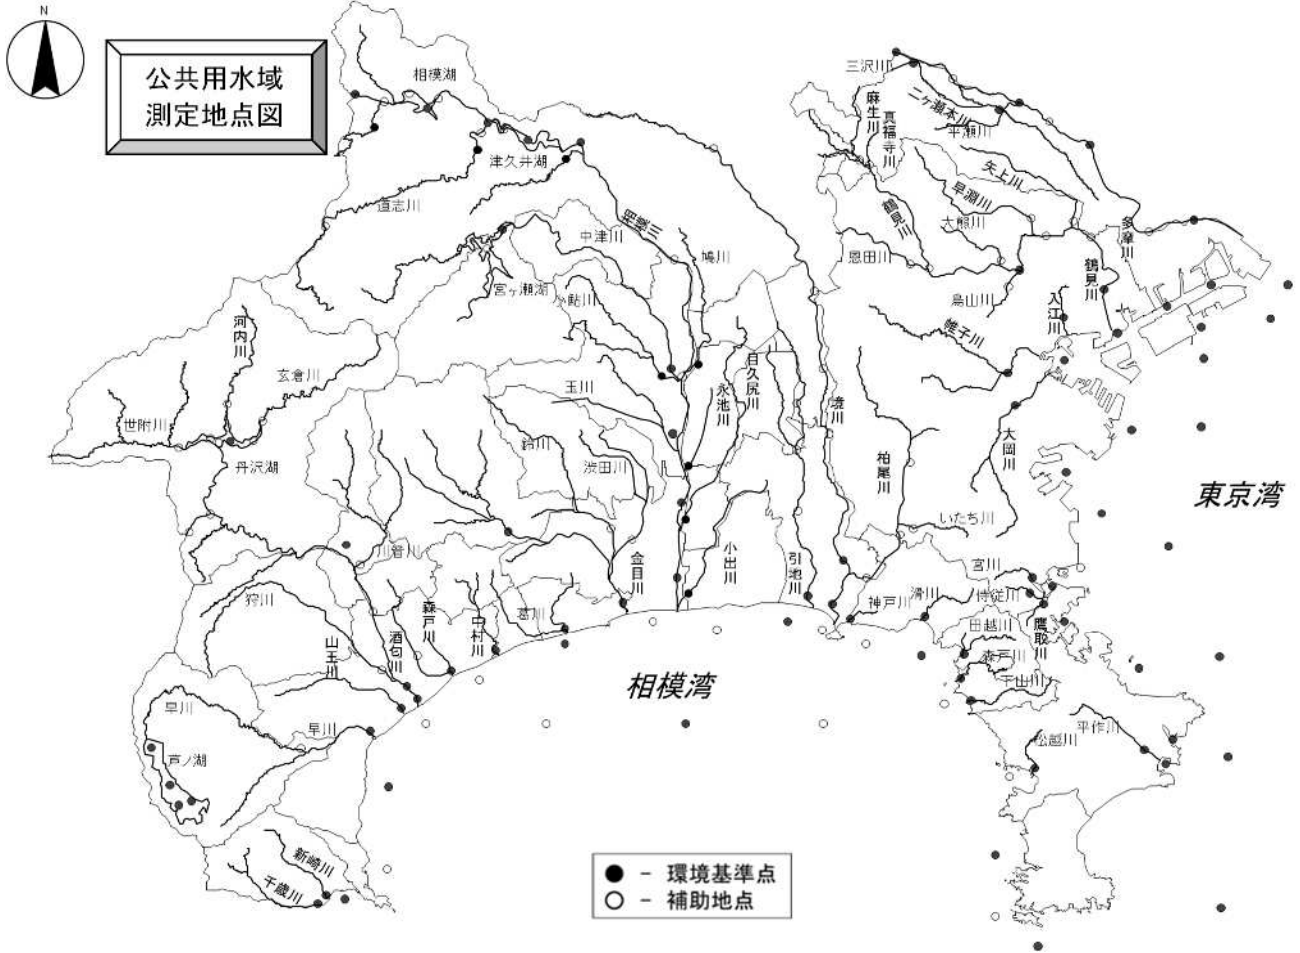 N
公共用水域
測定地点図
相模湖
津久井湖
道志川
三沢川
二ヶ瀬本川
平瀬川
麻生川
真福寺川
矢上川
早淵川
大熊川
鶴見川
恩田川
鳥山川
多摩川
鶴見川
入江川
帷子川
大岡川
中津川
鳩川
宮ヶ瀬湖
小鮎川
河内川
玄倉川
世附川
丹沢湖
玉川
永池川
目久尻川
境川
鈴川
渋田川
柏尾川
いたち川
東京湾
川音川
金目川
小出川
引地川
神戸川
滑川
宮川
侍従川
鷹取川
田越川
森戸川
下山川
狩川
山王川
酒匂川
森戸川
中村川
葛川
相模湾
早川
早川
芦ノ湖
松越川
平作川
新崎川
千歳川
● － 環境基準点
○ － 補助地点